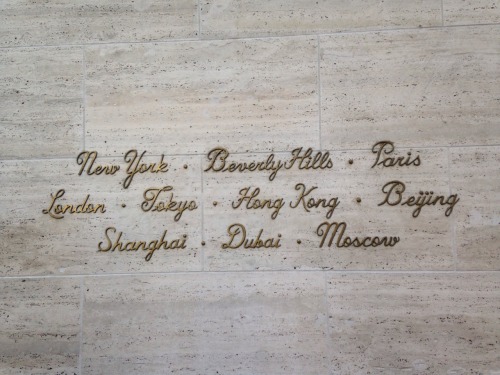 New York · Beverly Hills · Paris
London · Tokyo · Hong Kong · Beijing
Shanghai · Dubai · Moscow